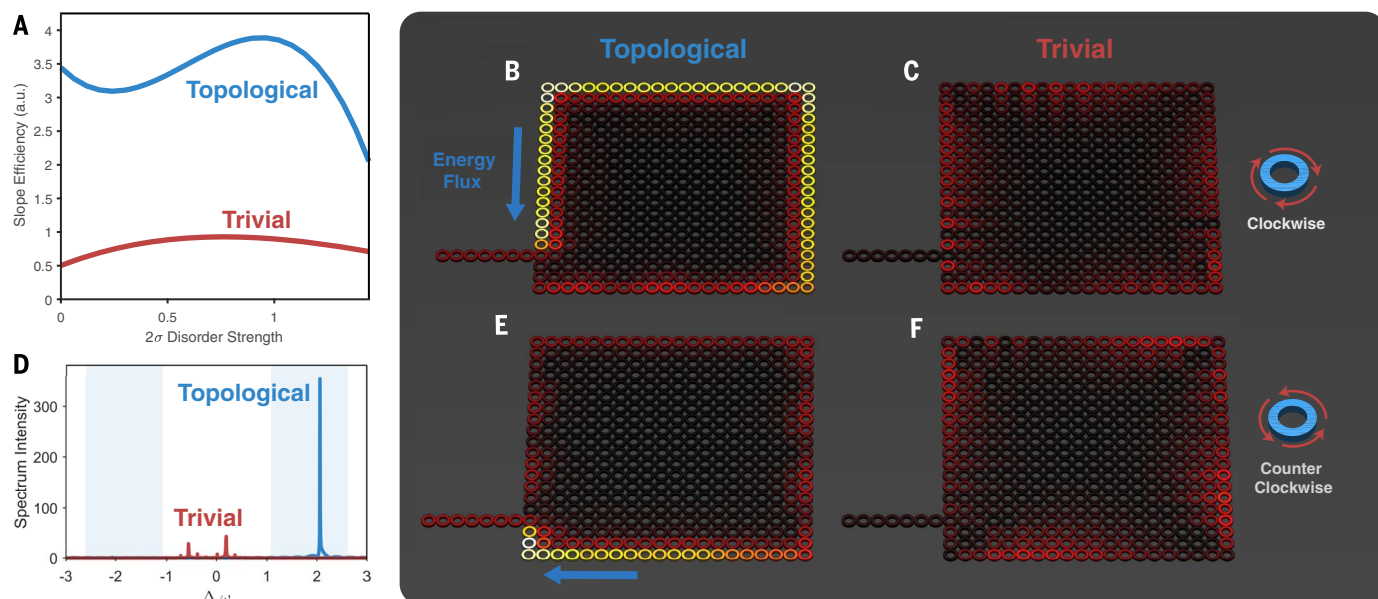 A
4
3.5
3
2.5
2
1.5
1
0.5
0
Slope Efficiency (a.u.)
Topological
Trivial
0
0.5
1
2σ Disorder Strength
Topological
Trivial
B
C
Energy
Flux
Clockwise
D
300
200
100
0
Spectrum Intensity
Topological
Trivial
-3
-2
-1
0
1
2
3
E
F
Counter
Clockwise